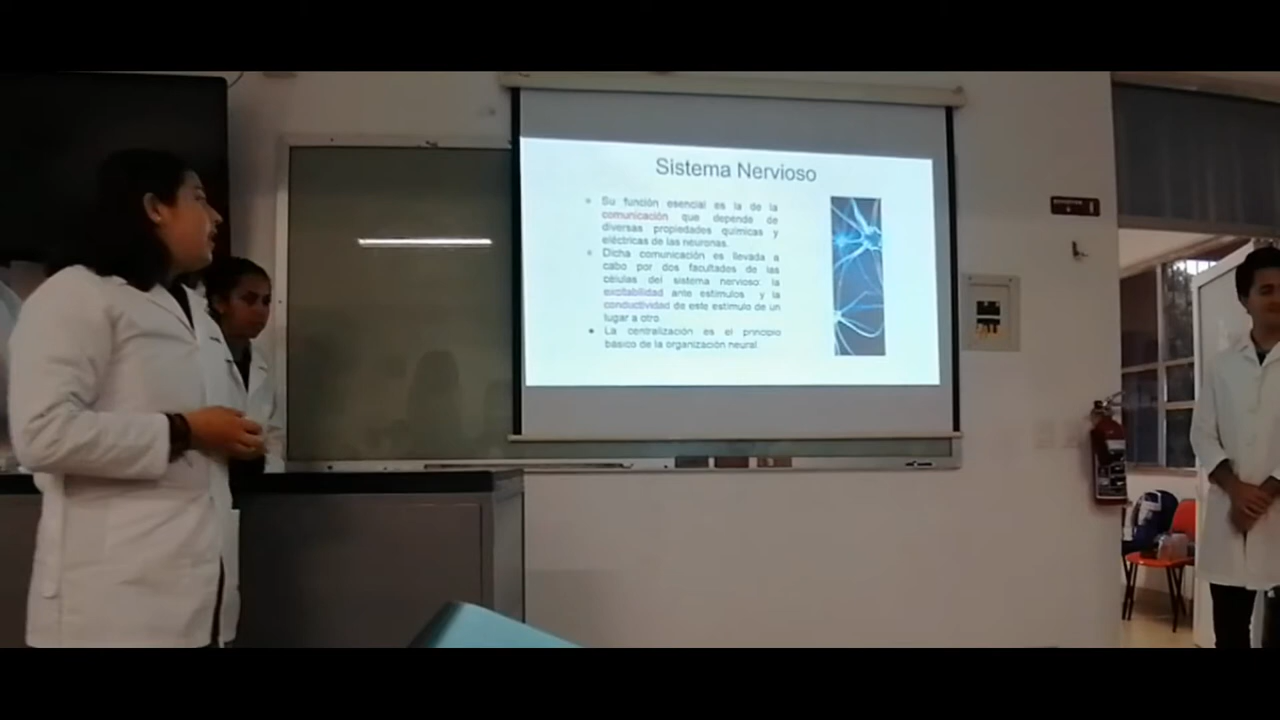 Sistema Nervioso
Su función esencial es la de la
comunicación que depende de
diversas propiedades químicas y
eléctricas de las neuronas.
Dicha comunicación es llevada a
cabo por dos facultades de las
células del sistema nervioso: la
excitabilidad ante estímulos y la
conductividad de este estímulo de un
lugar a otro.
La centralización es el principio
básico de la organización neural.